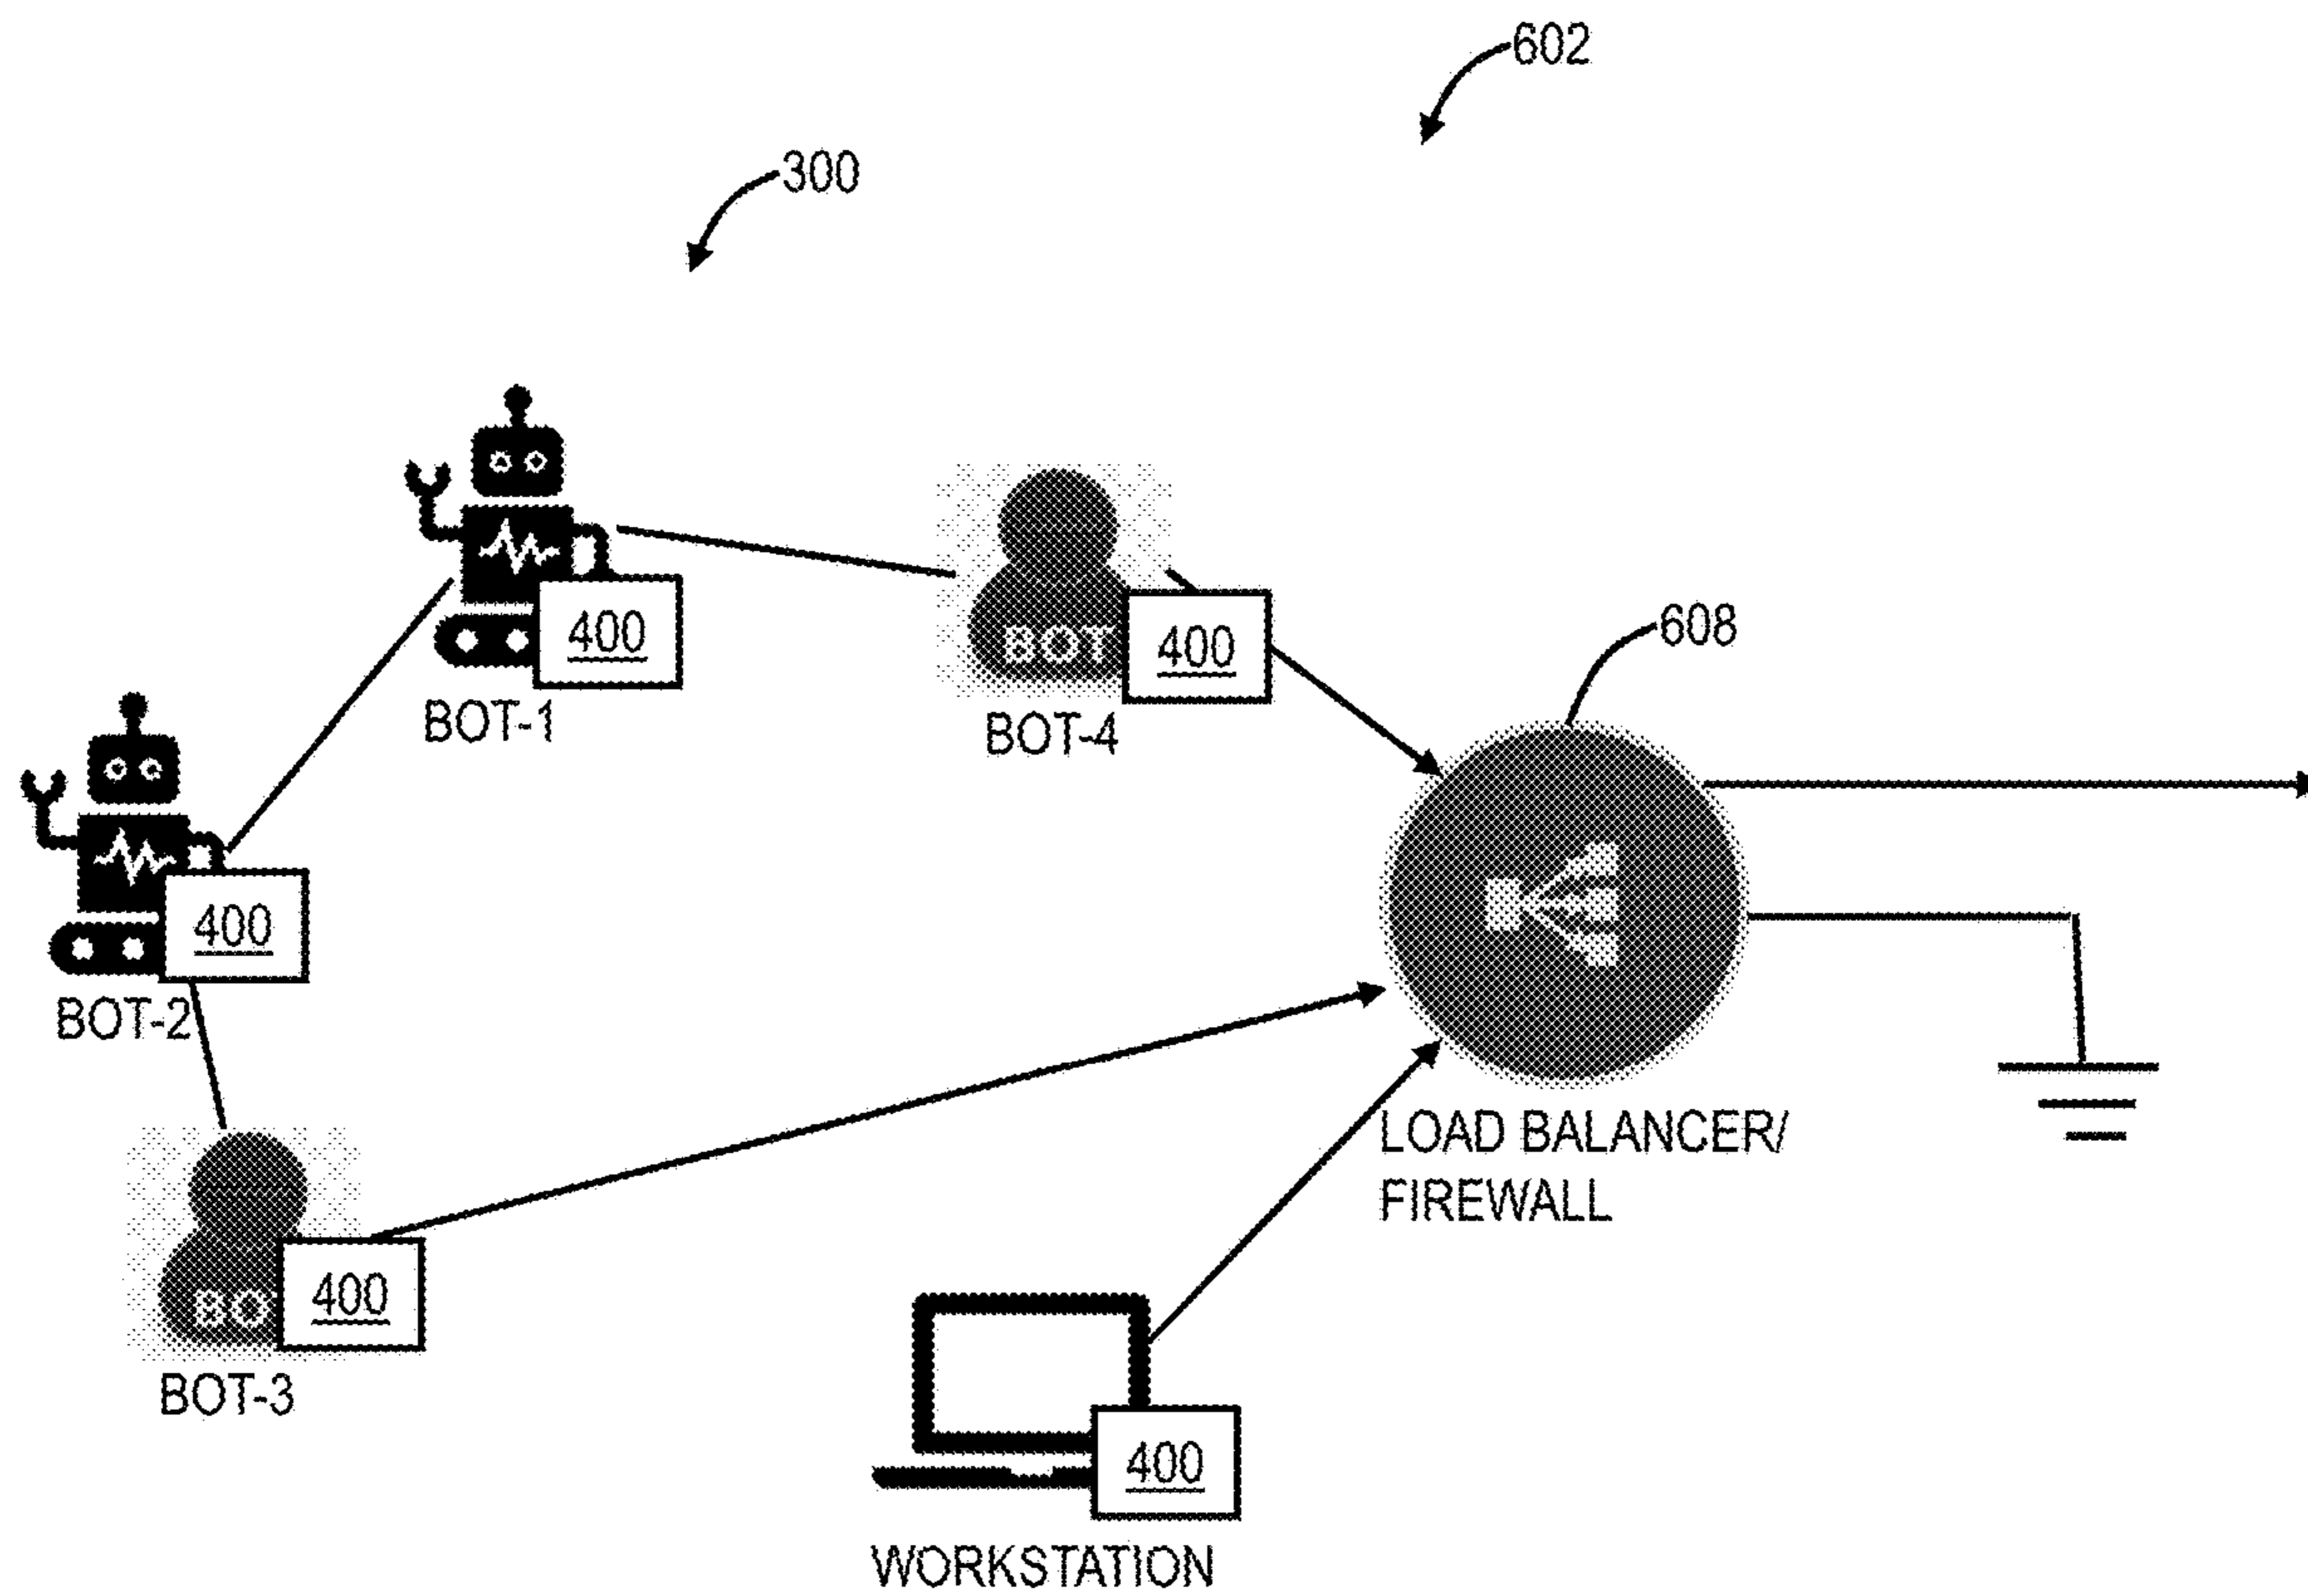 602
300
400
BOT-1
BOT
400
BOT-4
608
400
BOT-2
LOAD BALANCER/
FIREWALL
BO
400
BOT-3
400
WORKSTATION